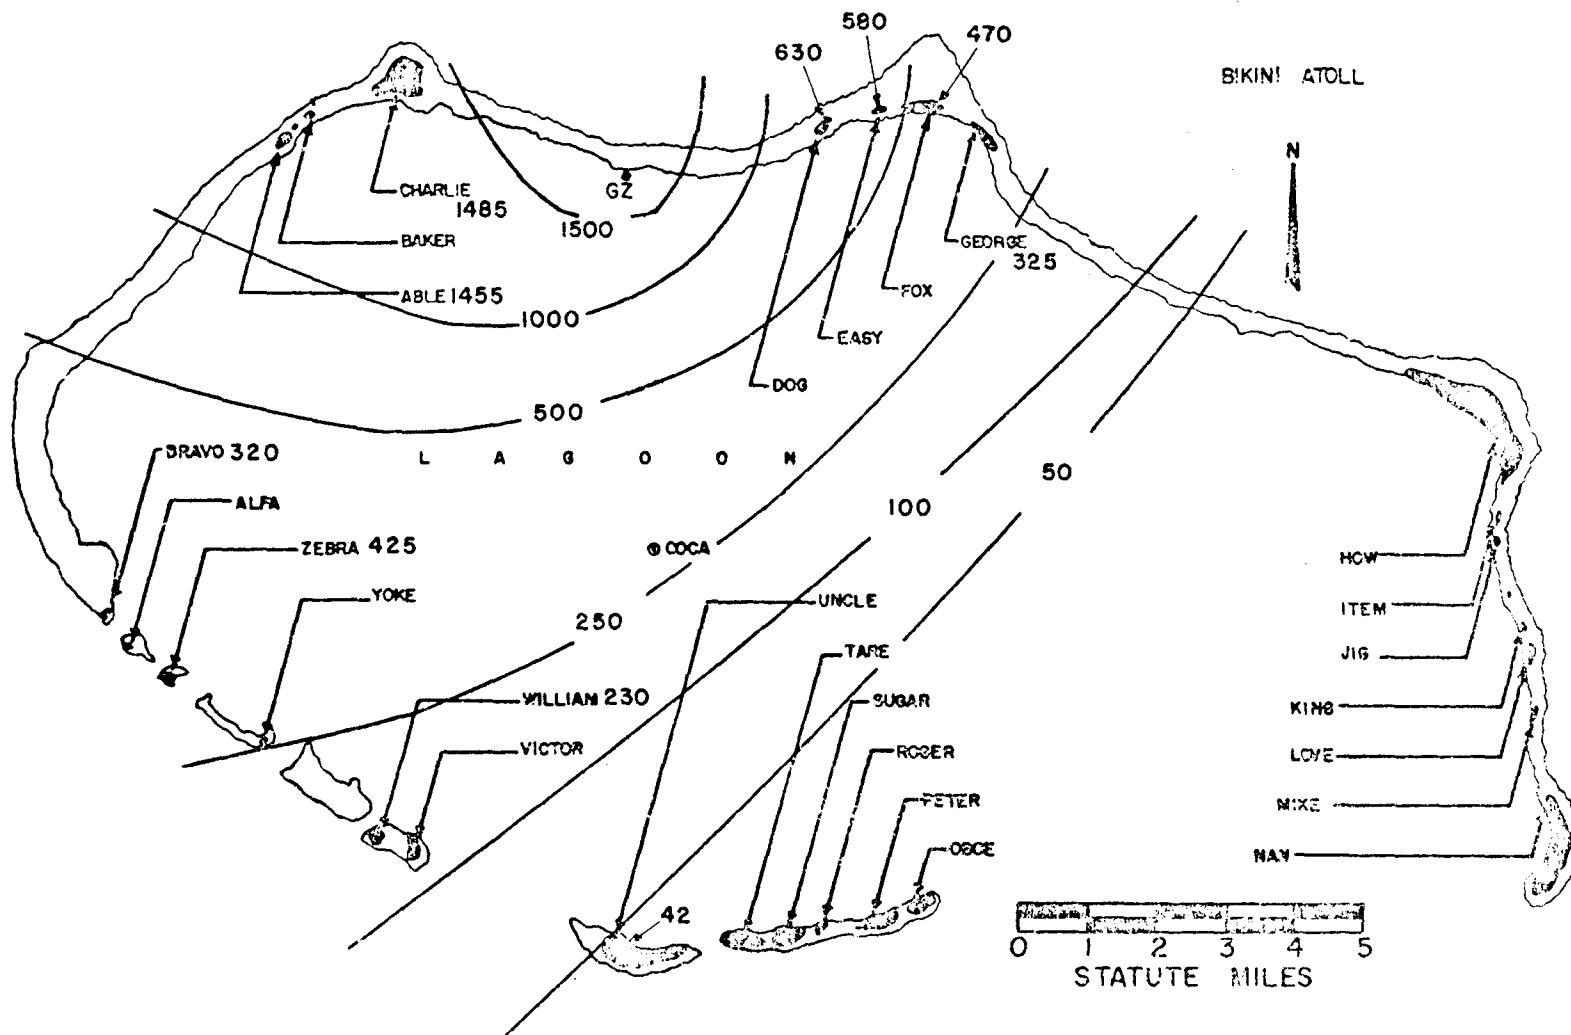 580
630
470
BIKINI ATOLL
N
CHARLIE
1485
GZ
1500
BAKER
GEORGE
325
ABLE 1455
FOX
1000
EASY
DOG
500
BRAVO 320
L A G O O N
50
ALFA
100
ZEBRA 425
COCA
HOW
YOKE
UNCLE
ITEM
250
TARE
JIG
WILLIAM 230
SUGAR
KING
VICTOR
ROGER
LOVE
PETER
MIKE
OBOE
NAN
42
0 1 2 3 4 5
STATUTE MILES